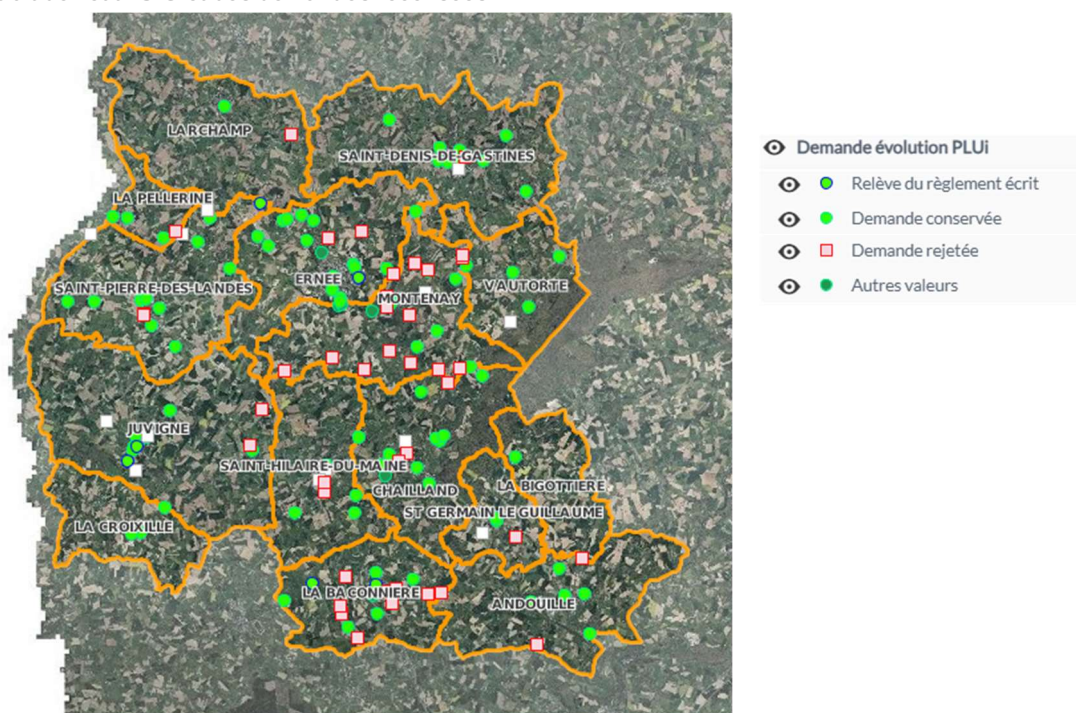 LARCHAMP
SAINT-DENIS-DE-GASTINES
LA PELLERINE
ERNEE
SAINT-PIERRE-DES-LANDES
MONTENAY
VAUTORTE
JUVIGNE
SAINT-HILAIRE-DU-MAINE
CHAILLAND
LA BIGOTTIERE
ST GERMAIN LE GUILLAUME
LA CROIXILLE
LA BACONNIERE
ANDOUILLE
Demande évolution PLUi
Relève du règlement écrit
Demande conservée
Demande rejetée
Autres valeurs